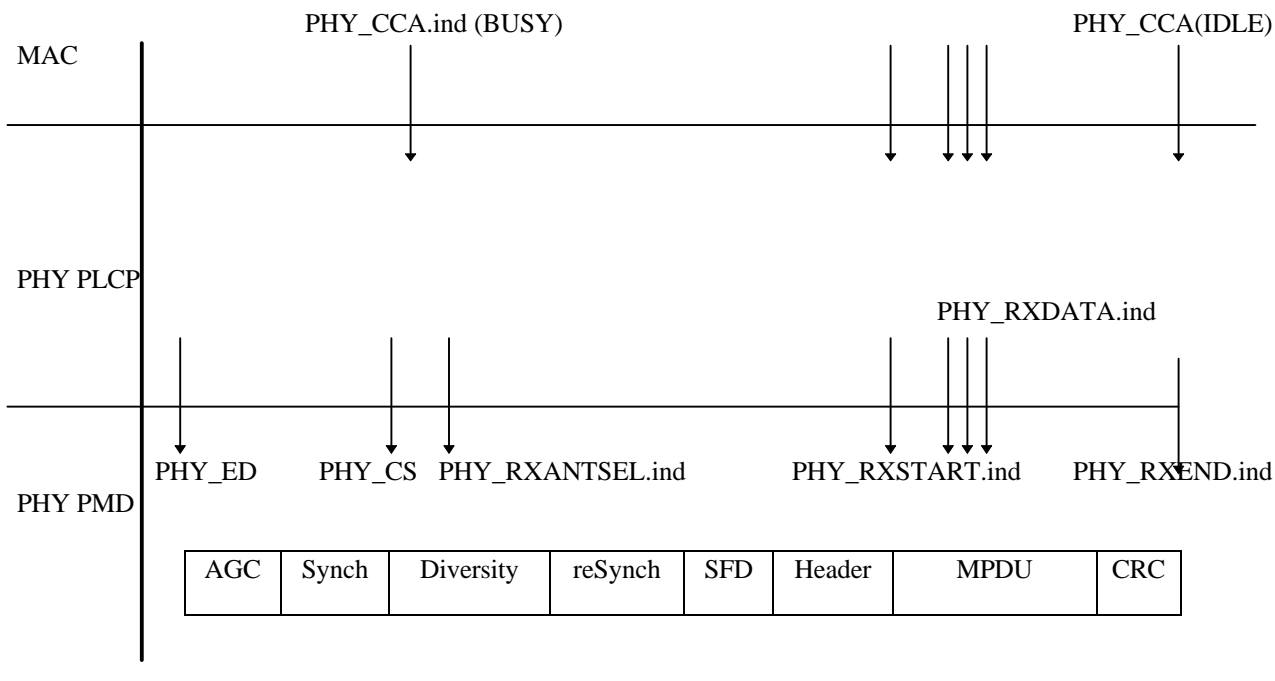 PHY_CCA.ind (BUSY) PHY_CCA(IDLE)
MAC
PHY PLCP
PHY_RXDATA.ind
PHY_ED PHY_CS PHY_RXANTSEL.ind PHY_RXSTART.ind PHY_RXEND.ind
PHY PMD
AGC Synch Diversity reSynch SFD Header MPDU CRC